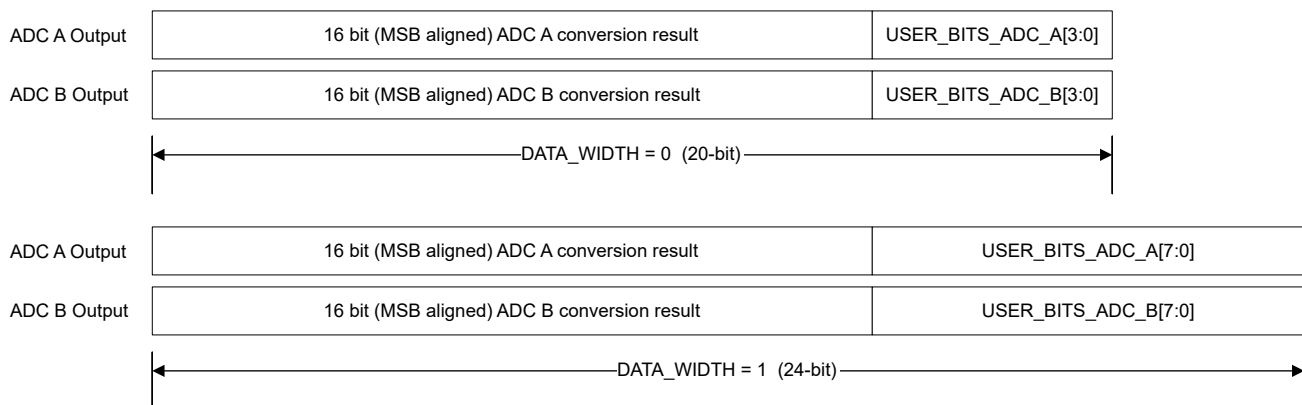 ADC A Output 16 bit (MSB aligned) ADC A conversion result USER_BITS_ADC_A[3:0]
ADC B Output 16 bit (MSB aligned) ADC B conversion result USER_BITS_ADC_B[3:0]
DATA_WIDTH = 0 (20-bit)
ADC A Output 16 bit (MSB aligned) ADC A conversion result USER_BITS_ADC_A[7:0]
ADC B Output 16 bit (MSB aligned) ADC B conversion result USER_BITS_ADC_B[7:0]
DATA_WIDTH = 1 (24-bit)